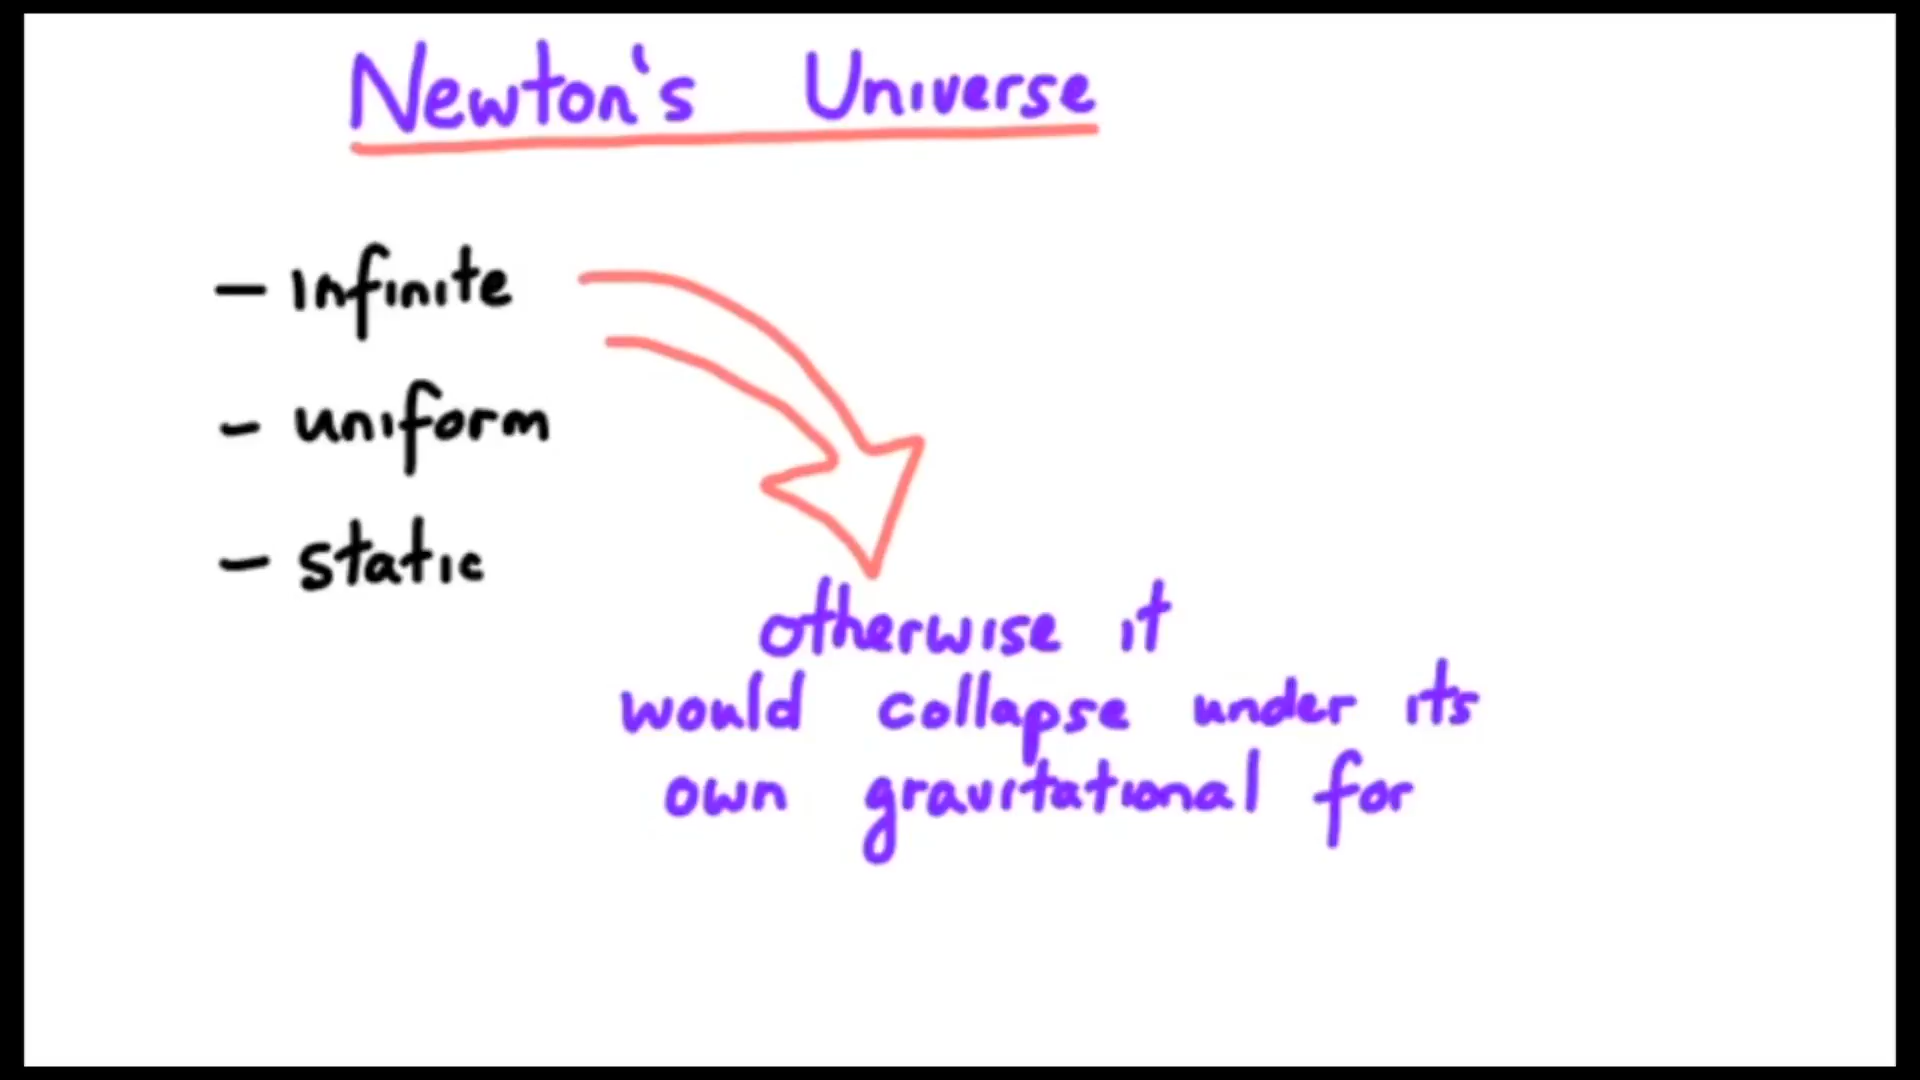 Newton's Universe
- infinite
- uniform
- static
otherwise it
would collapse under its
own gravitational for